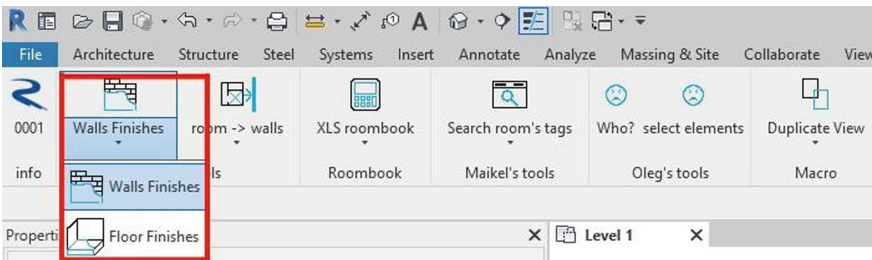 File Architecture Structure Steel Systems Insert Annotate Analyze Massing & Site Collaborate View
0001 Walls Finishes room -> walls XLS roombook Search room's tags Who? select elements Duplicate View
info ls Roombook Maikel's tools Oleg's tools Macro
Walls Finishes
Floor Finishes
Properti Level 1